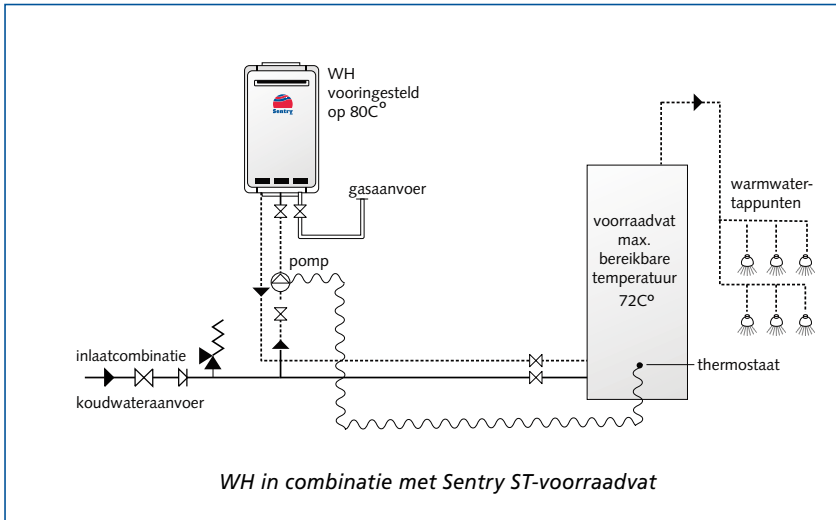 WH
vooringesteld
op 80C°
Sentry
gasaanvoer
warmwater-
tappunten
voorraadvat
max.
bereikbare
temperatuur
72C°
pomp
inlaatcombinatie
thermostaat
koudwateraanvoer
WH in combinatie met Sentry ST-voorraadvat